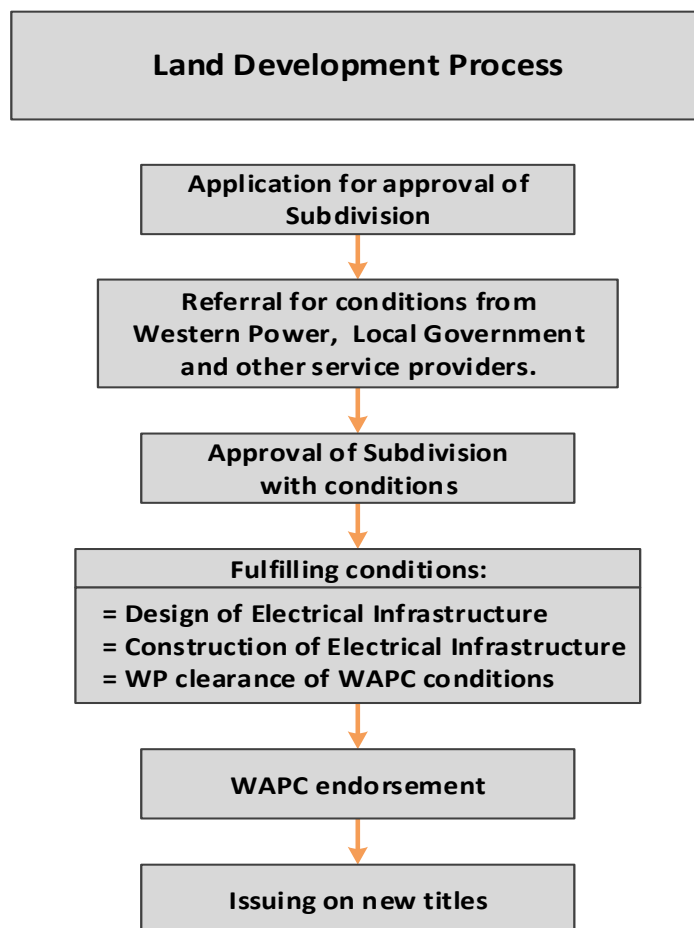 Land Development Process
Application for approval of
Subdivision
Referral for conditions from
Western Power, Local Government
and other service providers.
Approval of Subdivision
with conditions
Fulfilling conditions:
= Design of Electrical Infrastructure
= Construction of Electrical Infrastructure
= WP clearance of WAPC conditions
WAPC endorsement
Issuing on new titles